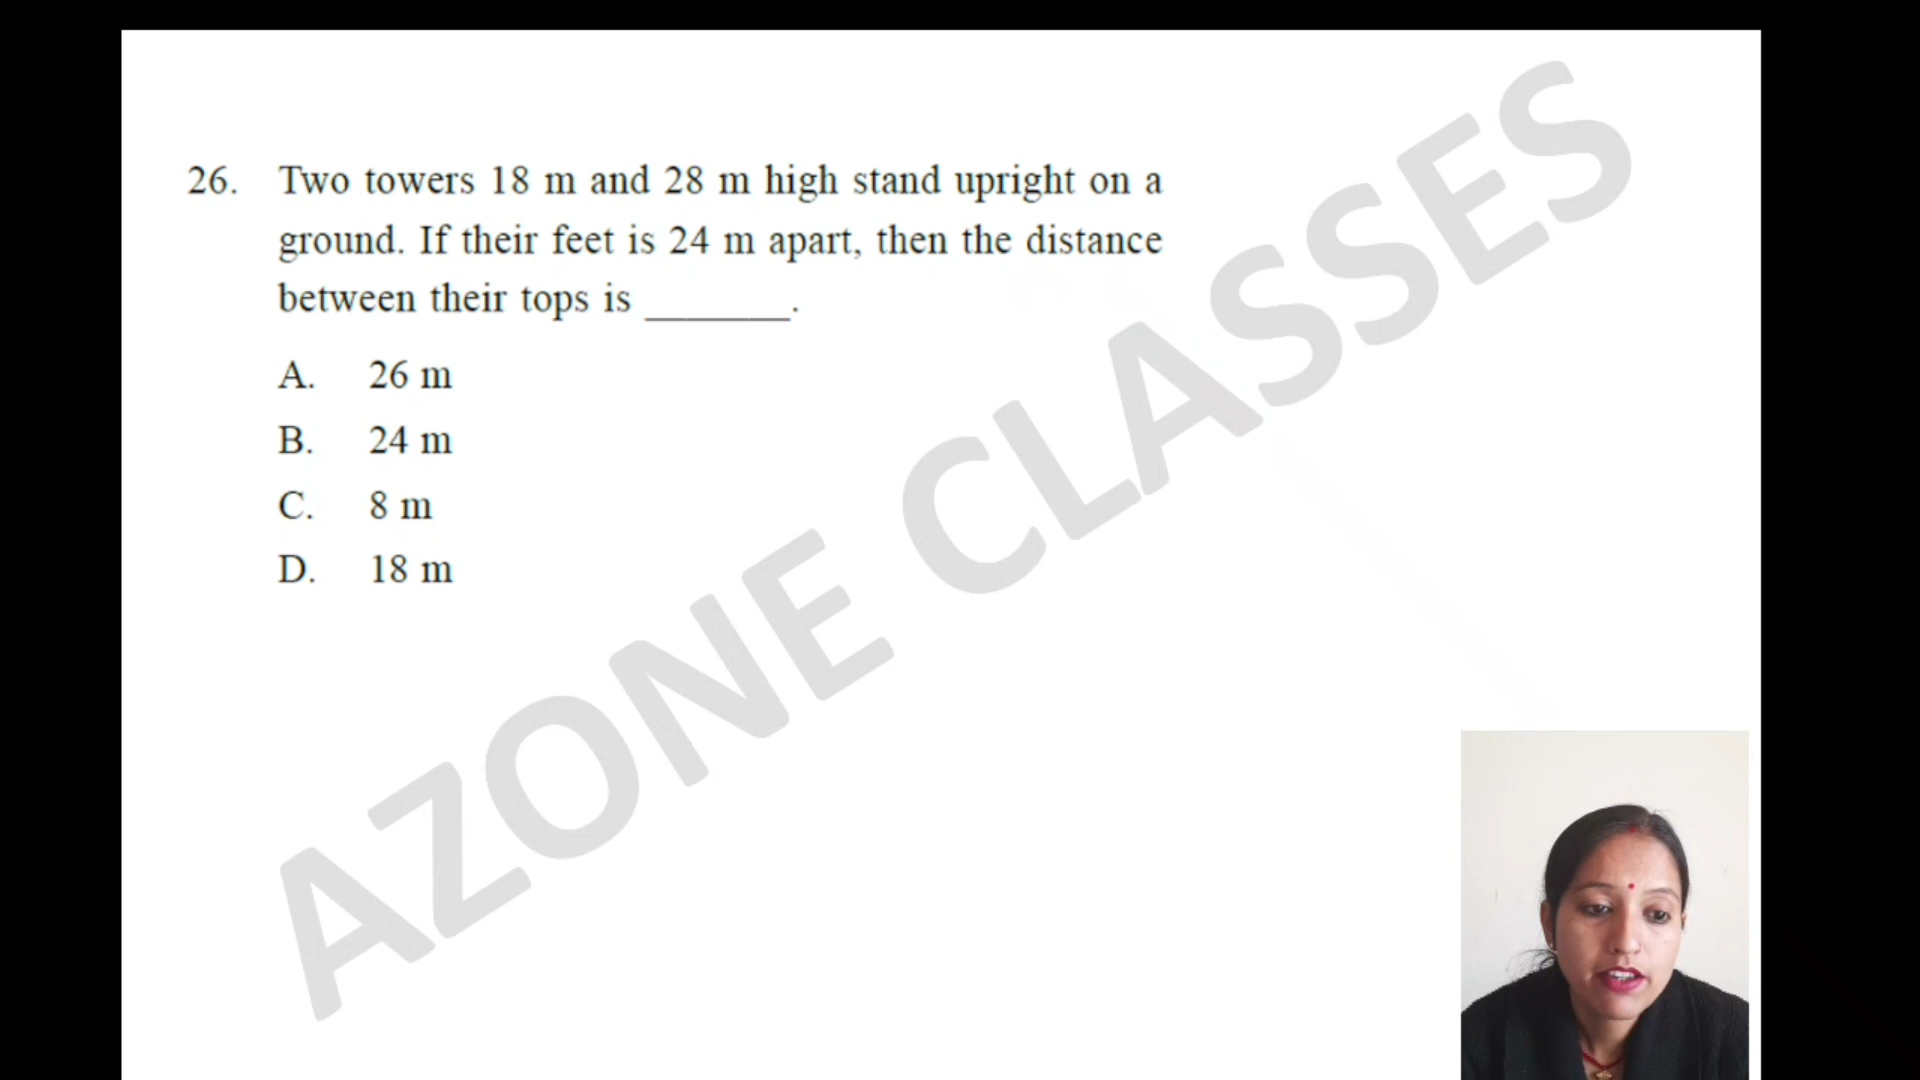 26. Two towers 18 m and 28 m high stand upright on a
ground. If their feet is 24 m apart, then the distance
between their tops is _______.
A. 26 m
B. 24 m
C. 8 m
D. 18 m
AZONE CLASSES